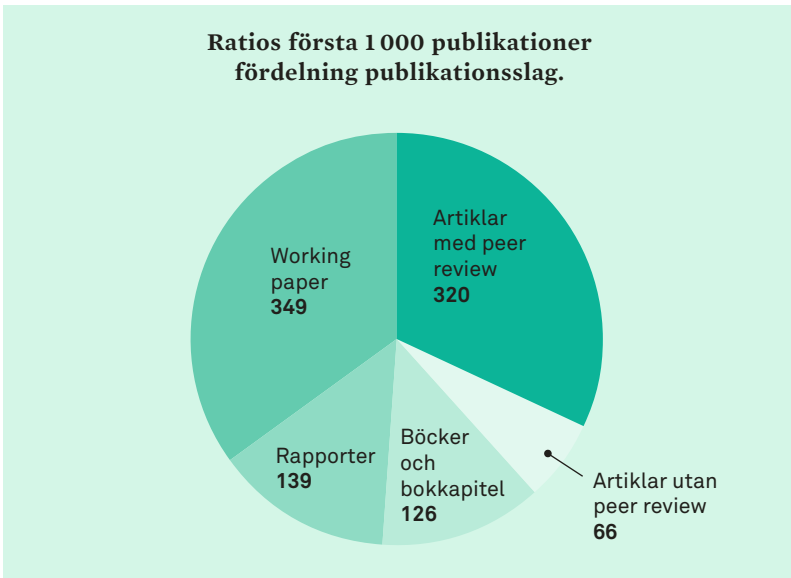 Ratios första 1 000 publikationer
fördelning publikationsslag.
Artiklar
med peer
review
320
Working
paper
349
Böcker
och
bokkapitel
126
Rapporter
139
Artiklar utan
peer review
66